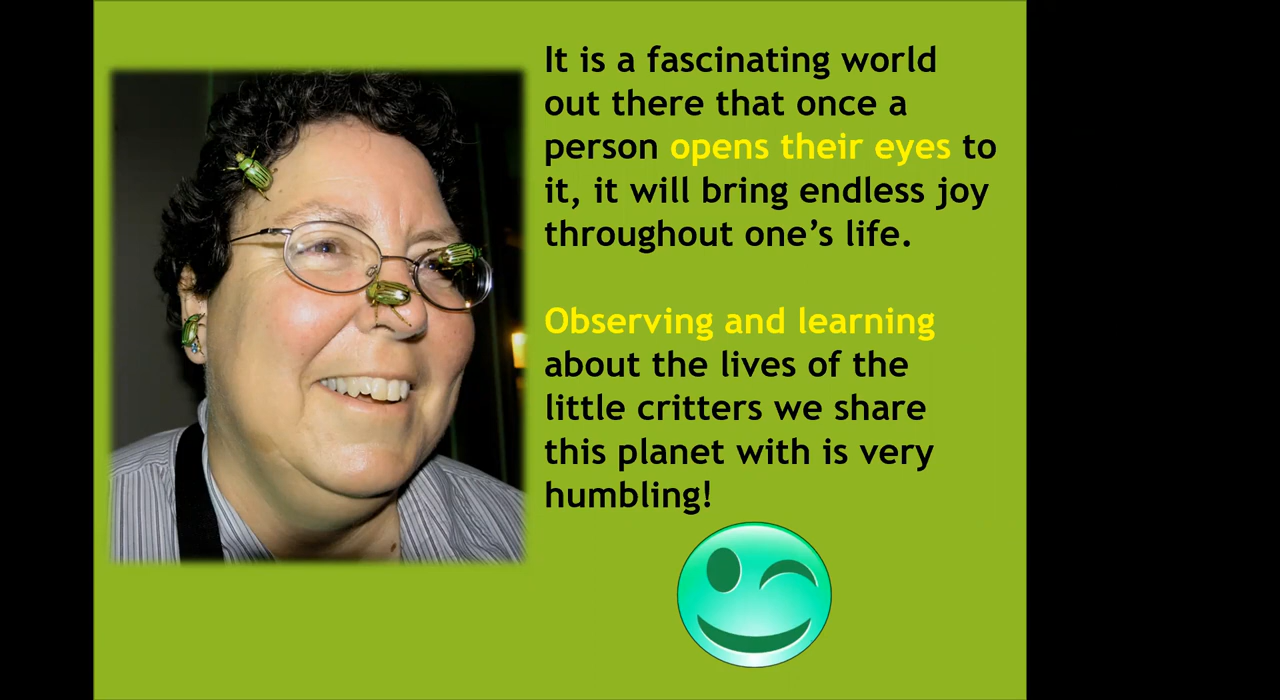 It is a fascinating world
out there that once a
person opens their eyes to
it, it will bring endless joy
throughout one’s life.
Observing and learning
about the lives of the
little critters we share
this planet with is very
humbling!